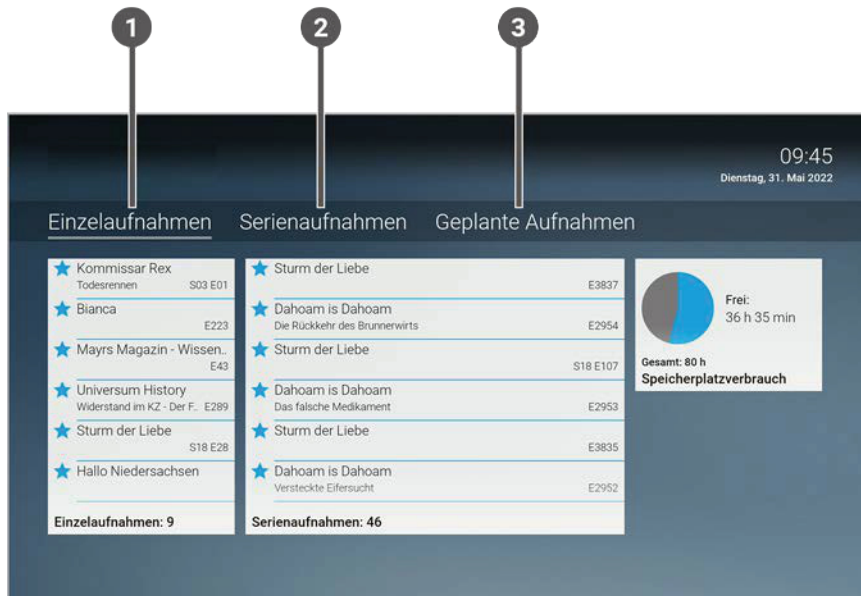 1 2 3
09:45
Dienstag, 31. Mai 2022
Einzelaufnahmen Serienaufnahmen Geplante Aufnahmen
Kommissar Rex
Todesrennen S03 E01
Bianca
E223
Mayrs Magazin - Wissen..
E43
Universum History
Widerstand im KZ - Der F.. E289
Sturm der Liebe
S18 E28
Hallo Niedersachsen
Einzelaufnahmen: 9
Sturm der Liebe
E3837
Dahoam is Dahoam
Die Rückkehr des Brunnerwirts E2954
Sturm der Liebe
S18 E107
Dahoam is Dahoam
Das falsche Medikament E2953
Sturm der Liebe
E3835
Dahoam is Dahoam
Versteckte Eifersucht E2952
Serienaufnahmen: 46
Frei:
36 h 35 min
Gesamt: 80 h
Speicherplatzverbrauch